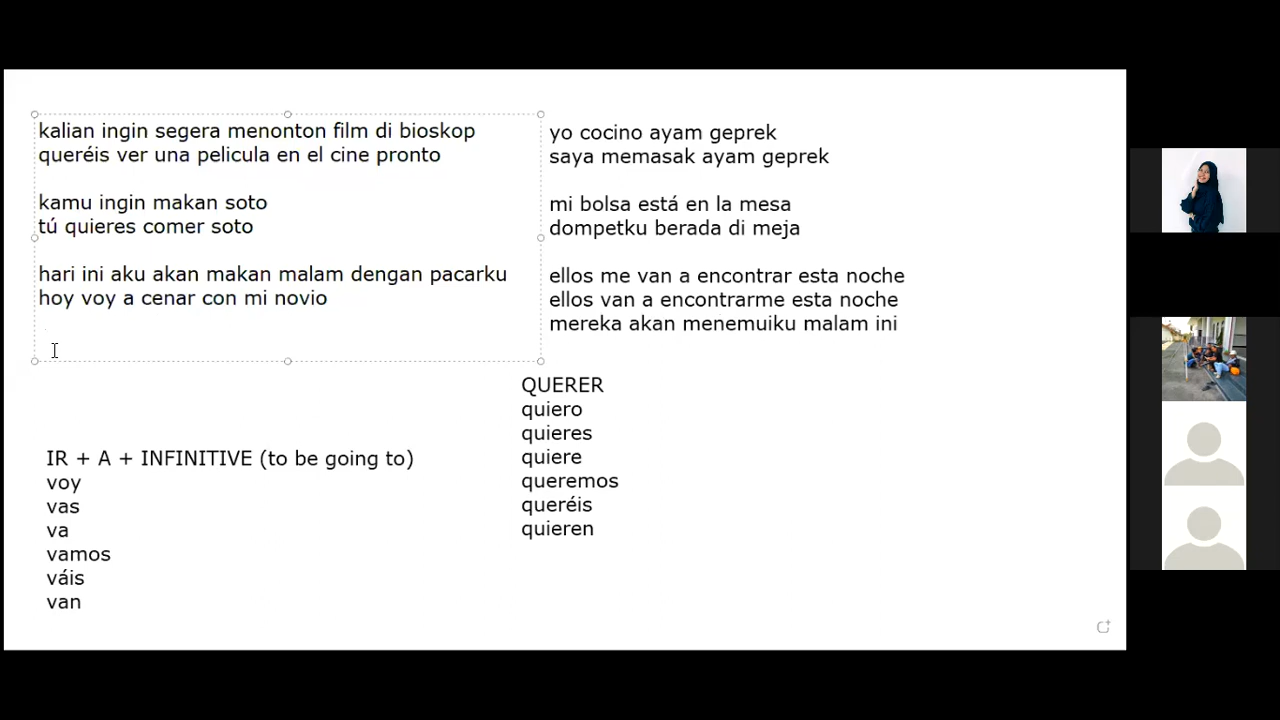 kalian ingin segera menonton film di bioskop
queréis ver una pelicula en el cine pronto
kamu ingin makan soto
tú quieres comer soto
hari ini aku akan makan malam dengan pacarku
hoy voy a cenar con mi novio
yo cocino ayam geprek
saya memasak ayam geprek
mi bolsa está en la mesa
dompetku berada di meja
ellos me van a encontrar esta noche
ellos van a encontrarme esta noche
mereka akan menemuiku malam ini
IR + A + INFINITIVE (to be going to)
voy
vas
va
vamos
váis
van
QUERER
quiero
quieres
quiere
queremos
queréis
quieren